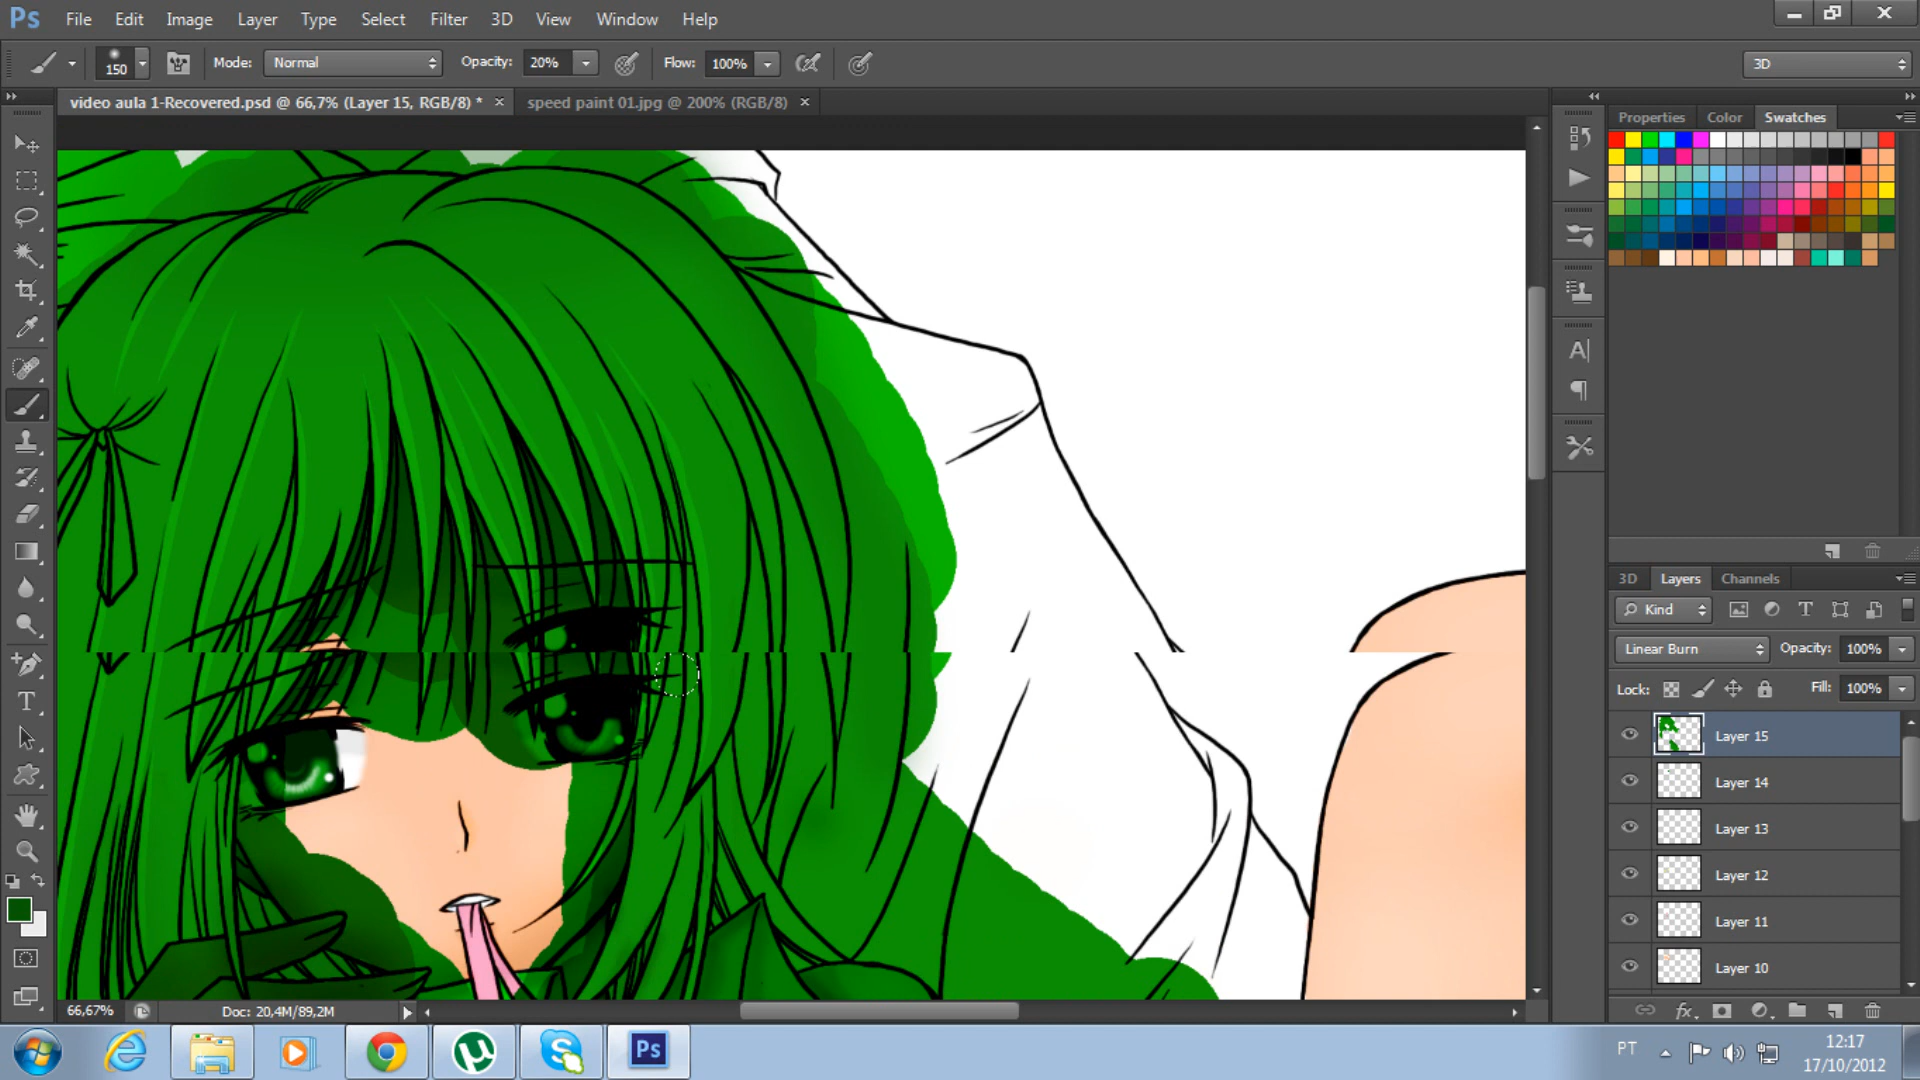 Ps File Edit Image Layer Type Select Filter 3D View Window Help
150 Mode: Normal Opacity: 20% Flow: 100% 3D
video aula 1-Recovered.psd @ 66,7% (Layer 15, RGB/8) * × speed paint 01.jpg @ 200% (RGB/8) ×
Properties Color Swatches
3D Layers Channels
Kind
Linear Burn Opacity: 100%
Lock: Fill: 100%
Layer 15
Layer 14
Layer 13
Layer 12
Layer 11
Layer 10
66,67% Doc: 20,4M/89,2M
fx
Ps PT 12:17
17/10/2012